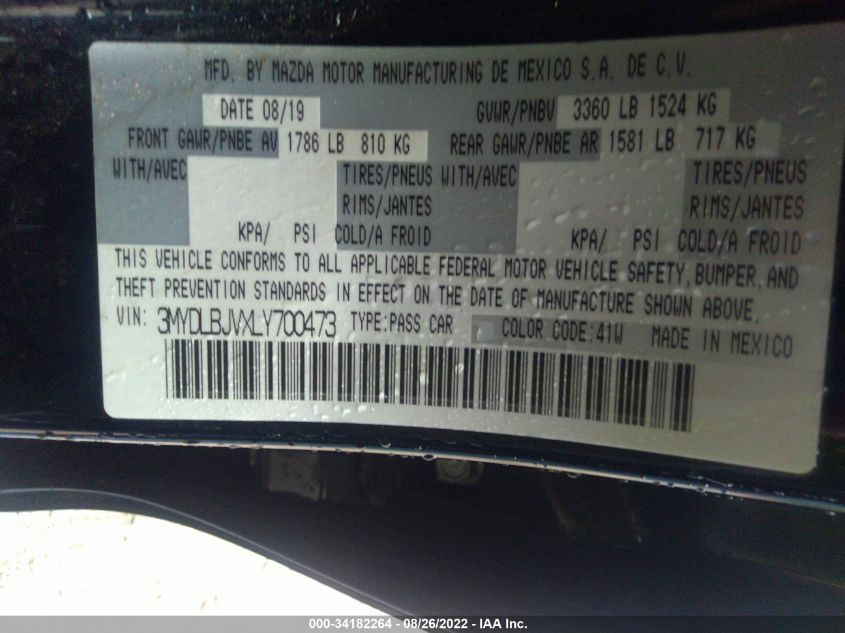 MFD. BY MAZDA MOTOR MANUFACTURING DE MEXICO S.A. DE C.V.
DATE 08/19 GVWR/PNBV 3360 LB 1524 KG
FRONT GAWR/PNBE AV 1786 LB 810 KG REAR GAWR/PNBE AR 1581 LB 717 KG
WITH/AVEC TIRES/PNEUS WITH/AVEC TIRES/PNEUS
RIMS/JANTES RIMS/JANTES
KPA/ PSI COLD/A FROID KPA/ PSI COLD/A FROID
THIS VEHICLE CONFORMS TO ALL APPLICABLE FEDERAL MOTOR VEHICLE SAFETY, BUMPER, AND
THEFT PREVENTION STANDARDS IN EFFECT ON THE DATE OF MANUFACTURE SHOWN ABOVE.
VIN: 3MYDLBJVXLY700473 TYPE:PASS CAR COLOR CODE:41W MADE IN MEXICO
000-34182264 - 08/26/2022 - IAA Inc.